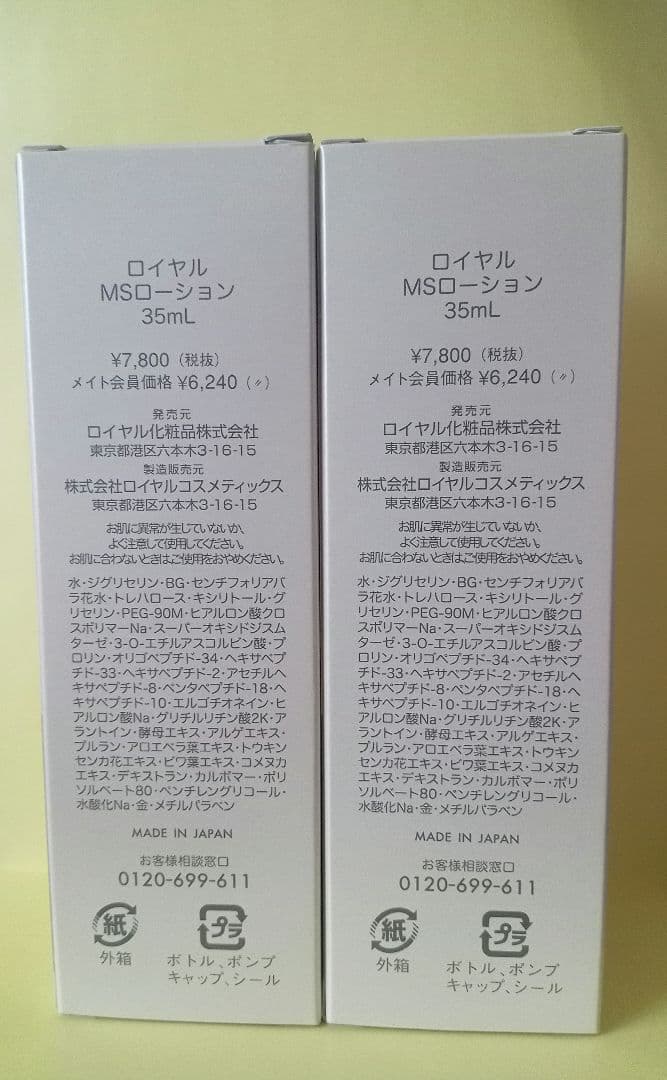 ロイヤル
MSローション
35mL
¥7,800（税抜）
メイト会員価格 ¥6,240（〃）
発売元
ロイヤル化粧品株式会社
東京都港区六本木3-16-15
製造販売元
株式会社ロイヤルコスメティックス
東京都港区六本木3-16-15
お肌に異常が生じていないか、
よく注意して使用してください。
お肌に合わないときはご使用をおやめください。
水・ジグリセリン・BG・センチフォリアバ
ラ花水・トレハロース・キシリトール・グ
リセリン・PEG-90M・ヒアルロン酸クロ
スポリマーNa・スーパーオキシドジスム
ターゼ・3-O-エチルアスコルビン酸・プ
ロリン・オリゴペプチド-34・ヘキサペプ
チド-33・ヘキサペプチド-2・アセチルヘ
キサペプチド-8・ペンタペプチド-18・ヘ
キサペプチド-10・エルゴチオネイン・ヒ
アルロン酸Na・グリチルリチン酸2K・ア
ラントイン・酵母エキス・アルゲエキス・
プルラン・アロエベラ葉エキス・トウキン
センカ花エキス・ビワ葉エキス・コメヌカ
エキス・デキストラン・カルボマー・ポリ
ソルベート80・ペンチレングリコール・
水酸化Na・金・メチルパラベン
MADE IN JAPAN
お客様相談窓口
0120-699-611
紙
外箱
プラ
ボトル、ポンプ
キャップ、シール
ロイヤル
MSローション
35mL
¥7,800（税抜）
メイト会員価格 ¥6,240（〃）
発売元
ロイヤル化粧品株式会社
東京都港区六本木3-16-15
製造販売元
株式会社ロイヤルコスメティックス
東京都港区六本木3-16-15
お肌に異常が生じていないか、
よく注意して使用してください。
お肌に合わないときはご使用をおやめください。
水・ジグリセリン・BG・センチフォリアバ
ラ花水・トレハロース・キシリトール・グ
リセリン・PEG-90M・ヒアルロン酸クロ
スポリマーNa・スーパーオキシドジスム
ターゼ・3-O-エチルアスコルビン酸・プ
ロリン・オリゴペプチド-34・ヘキサペプ
チド-33・ヘキサペプチド-2・アセチルヘ
キサペプチド-8・ペンタペプチド-18・ヘ
キサペプチド-10・エルゴチオネイン・ヒ
アルロン酸Na・グリチルリチン酸2K・ア
ラントイン・酵母エキス・アルゲエキス・
プルラン・アロエベラ葉エキス・トウキン
センカ花エキス・ビワ葉エキス・コメヌカ
エキス・デキストラン・カルボマー・ポリ
ソルベート80・ペンチレングリコール・
水酸化Na・金・メチルパラベン
MADE IN JAPAN
お客様相談窓口
0120-699-611
紙
外箱
プラ
ボトル、ポンプ
キャップ、シール